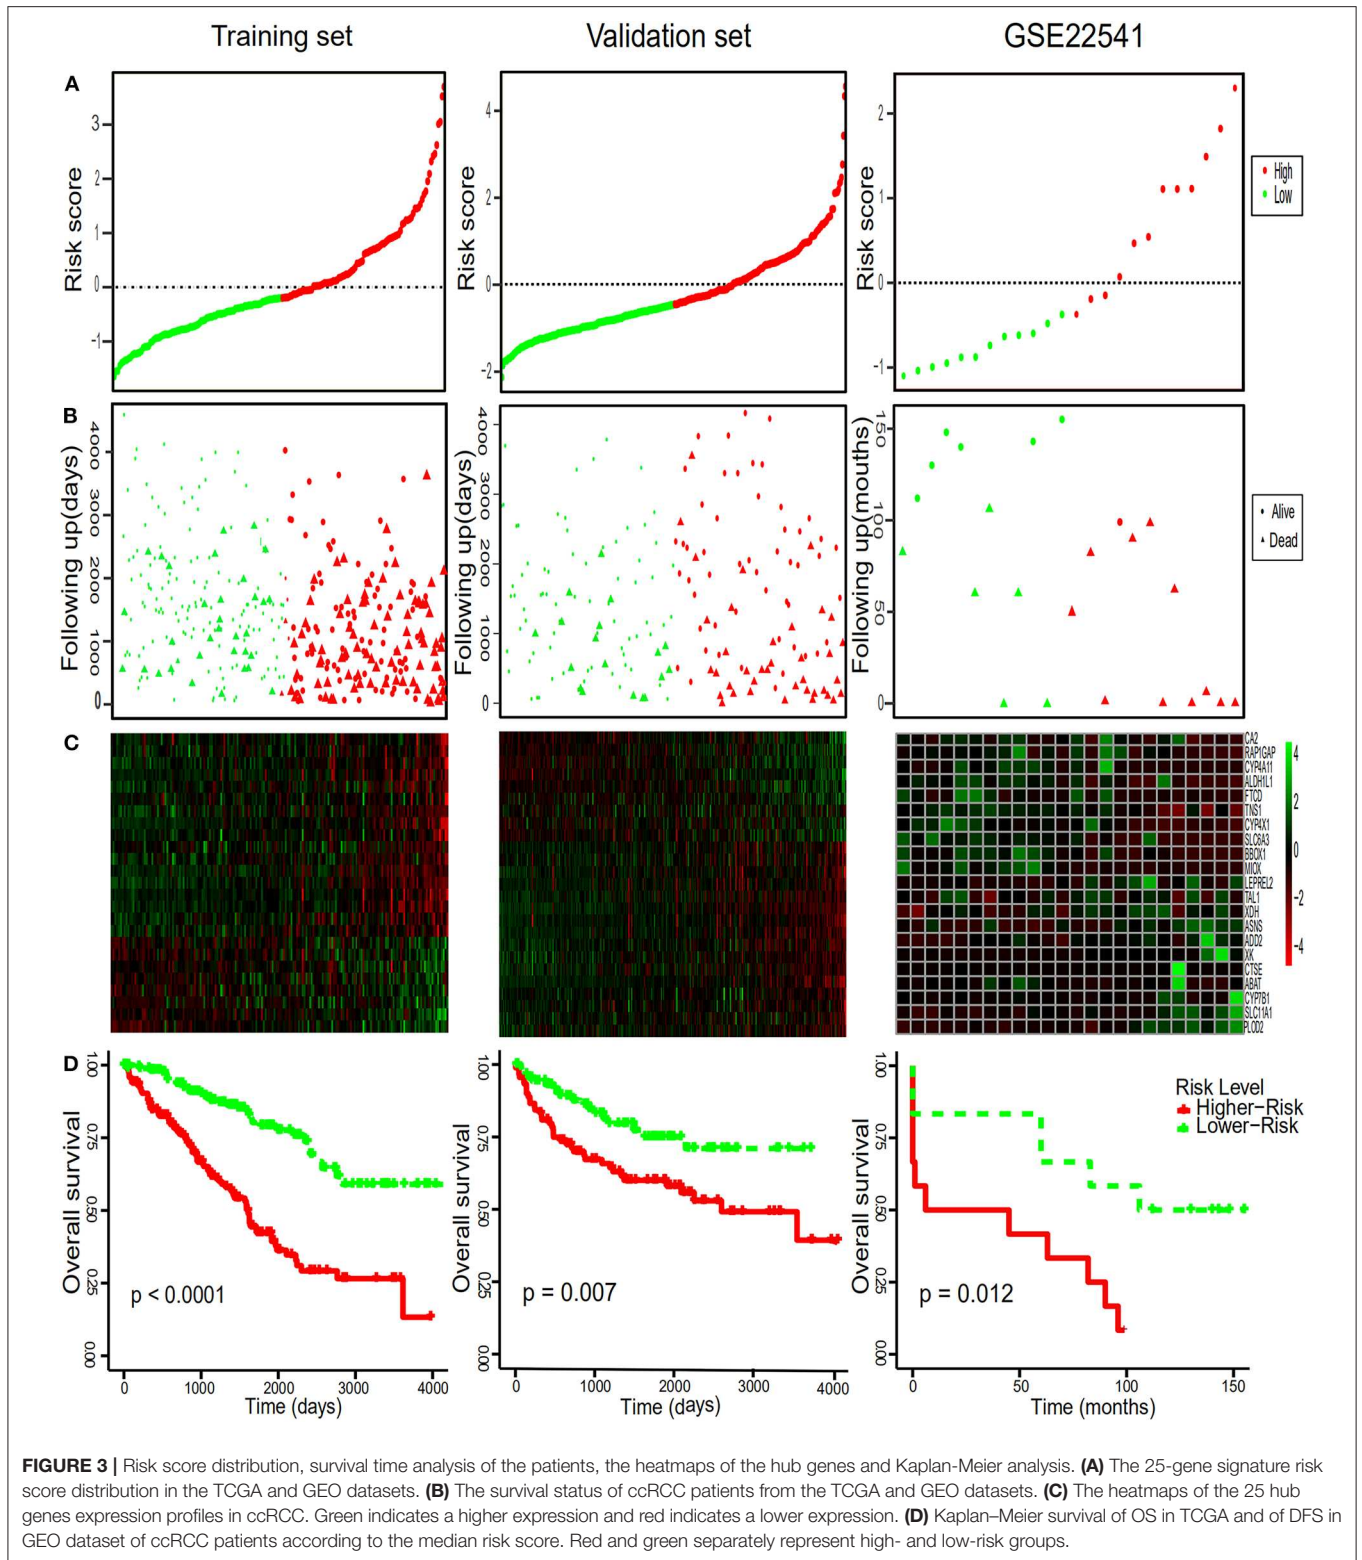 Training set
Validation set
GSE22541
A
Risk score
3
2
1
0
-1
Risk score
4
2
0
-2
Risk score
2
1
0
-1
High
Low
B
Following up(days)
4000
3000
2000
1000
0
Following up(days)
4000
3000
2000
1000
0
Following up(mouths)
150
100
50
0
Alive
Dead
C
CA2
RAP1GAP
CYP4A11
ALDH1L1
FTCD
TNS1
CYP4X1
SLC6A3
BBOX1
MIOX
LEPREL2
TAL1
XDH
ASNS
ADD2
XK
CTSE
ABAT
CYP7B1
SLC11A1
PLOD2
4
2
0
-2
-4
D
Overall survival
1.00
0.75
0.50
0.25
0.00
p < 0.0001
0 1000 2000 3000 4000
Time (days)
Overall survival
1.00
0.75
0.50
0.25
0.00
p = 0.007
0 1000 2000 3000 4000
Time (days)
Overall survival
1.00
0.75
0.50
0.25
0.00
p = 0.012
Risk Level
Higher-Risk
Lower-Risk
0 50 100 150
Time (months)
FIGURE 3 | Risk score distribution, survival time analysis of the patients, the heatmaps of the hub genes and Kaplan-Meier analysis. (A) The 25-gene signature risk
score distribution in the TCGA and GEO datasets. (B) The survival status of ccRCC patients from the TCGA and GEO datasets. (C) The heatmaps of the 25 hub
genes expression profiles in ccRCC. Green indicates a higher expression and red indicates a lower expression. (D) Kaplan–Meier survival of OS in TCGA and of DFS in
GEO dataset of ccRCC patients according to the median risk score. Red and green separately represent high- and low-risk groups.